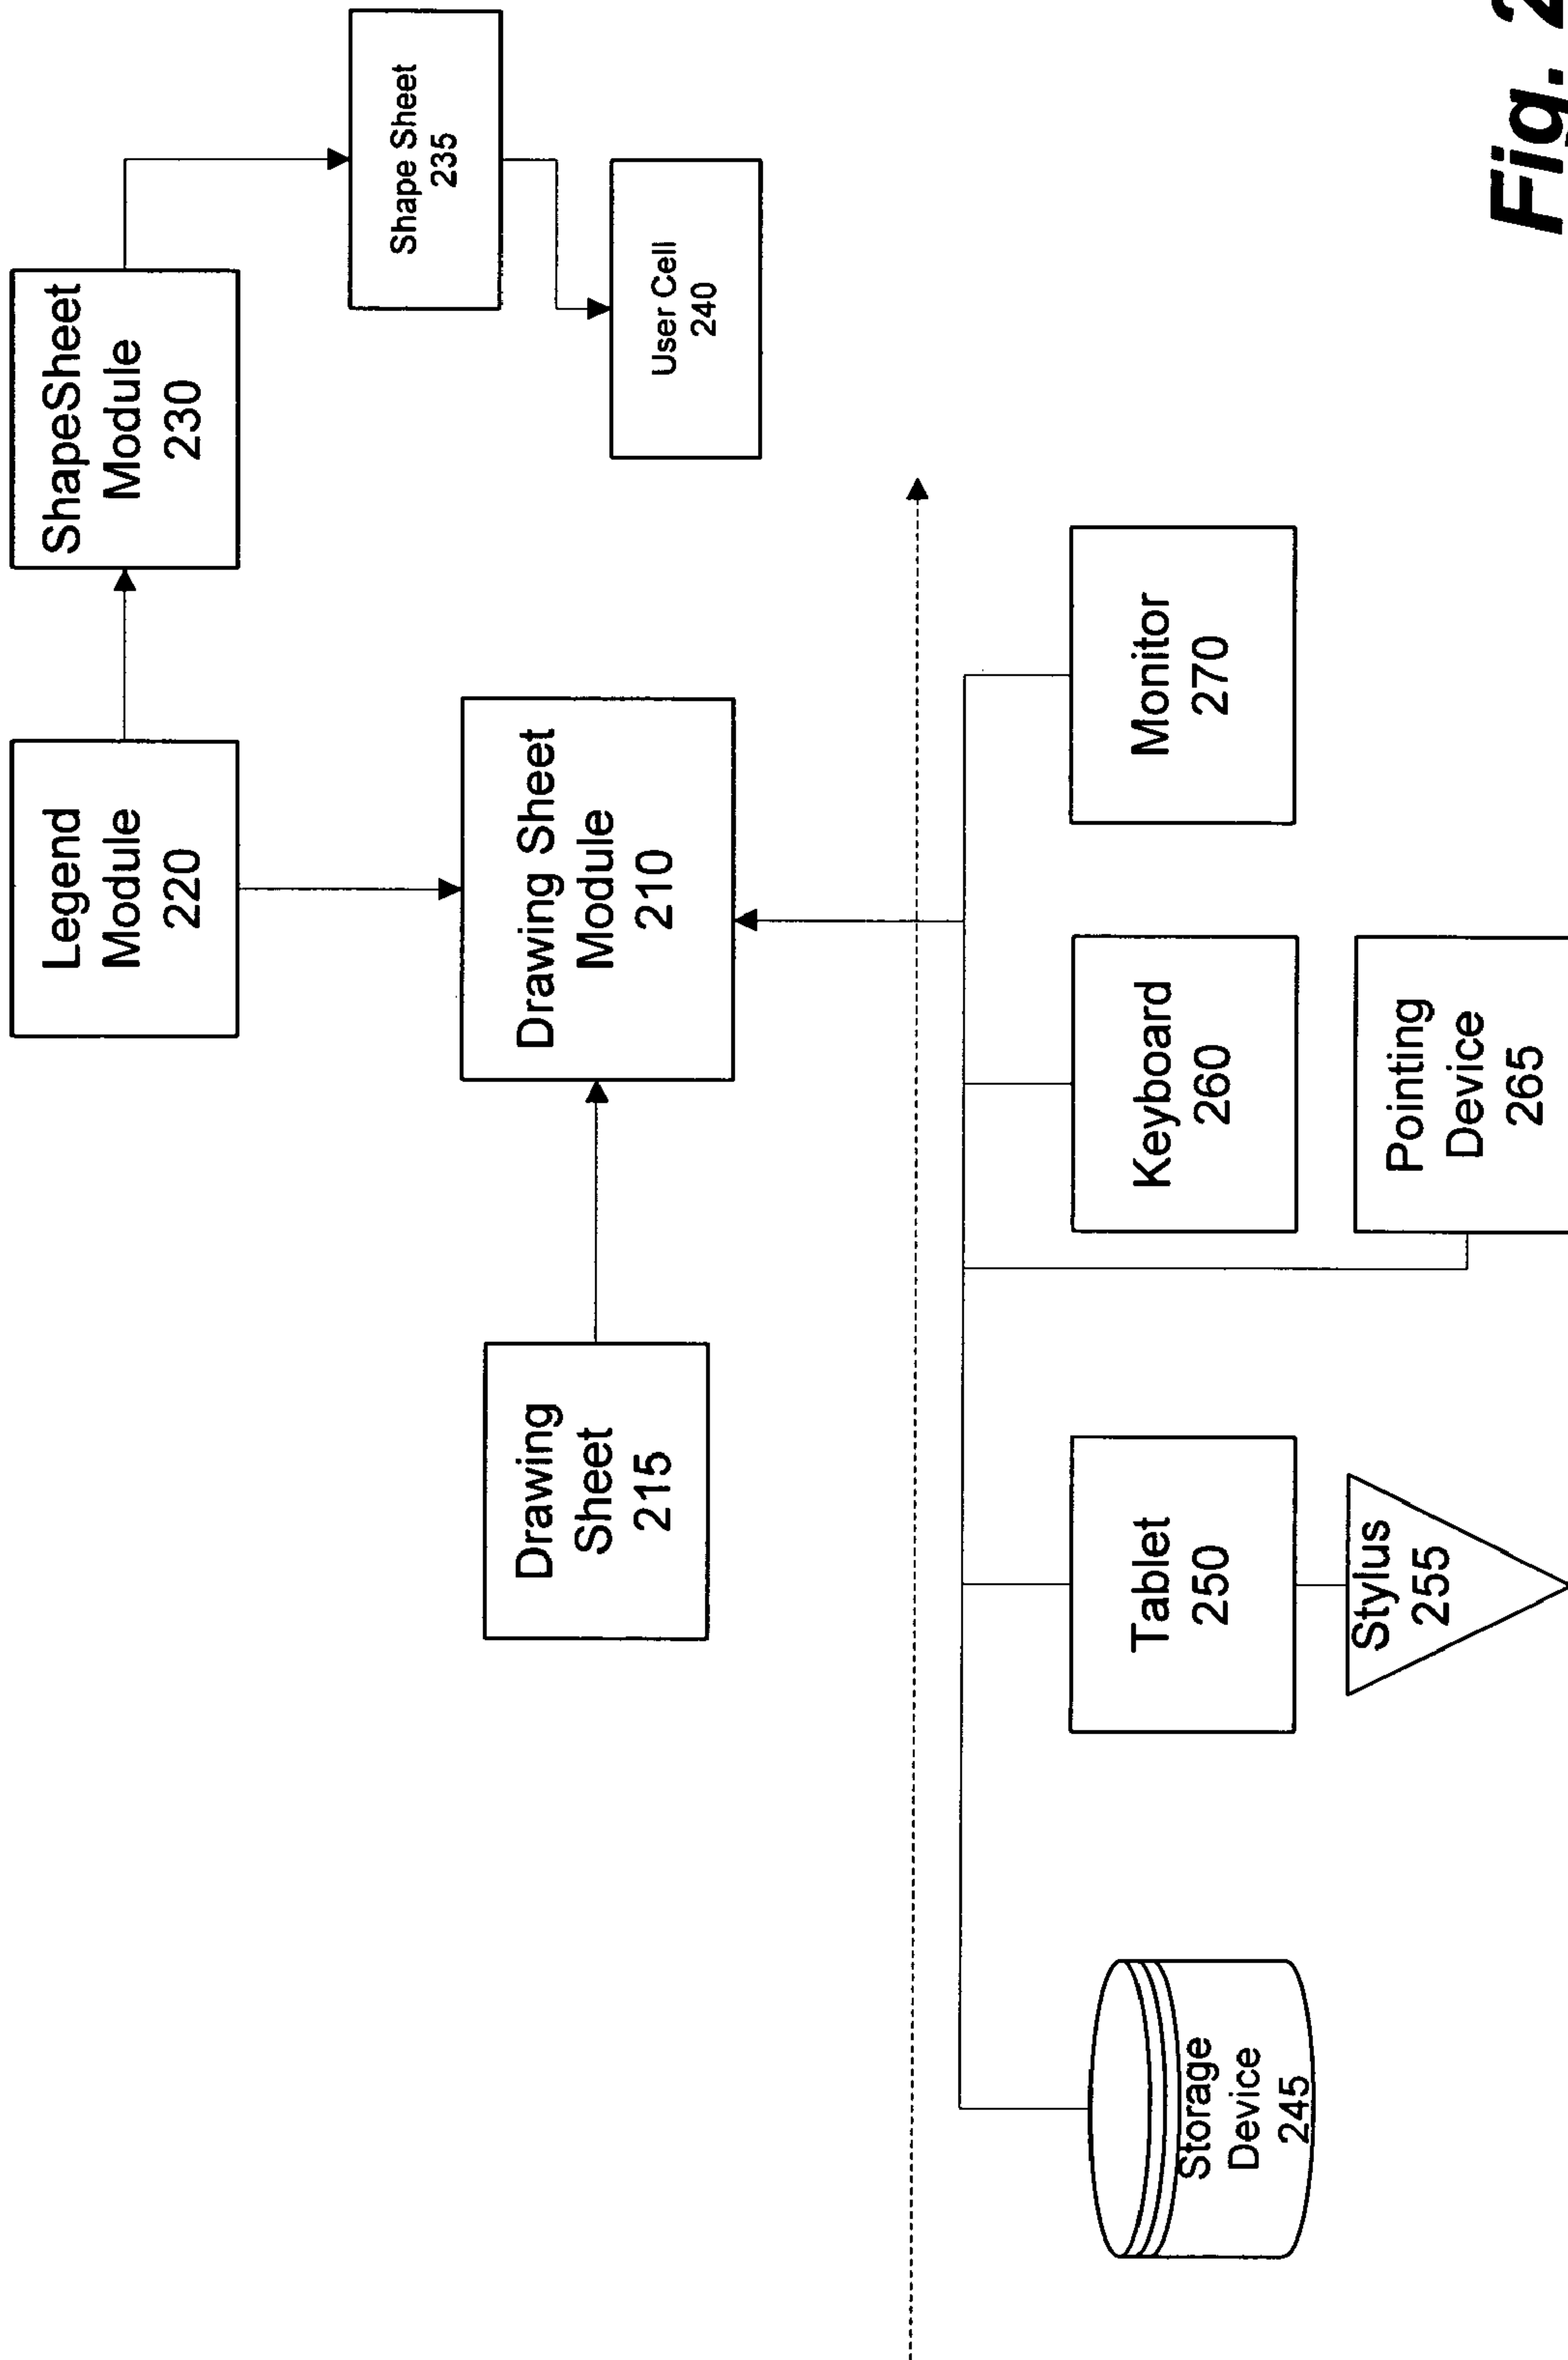 Legend
Module
220
ShapeSheet
Module
230
Shape Sheet
235
User Cell
240
Drawing
Sheet
215
Drawing Sheet
Module
210
Storage
Device
245
Tablet
250
Stylus
255
Keyboard
260
Pointing
Device
265
Monitor
270
Fig. 2